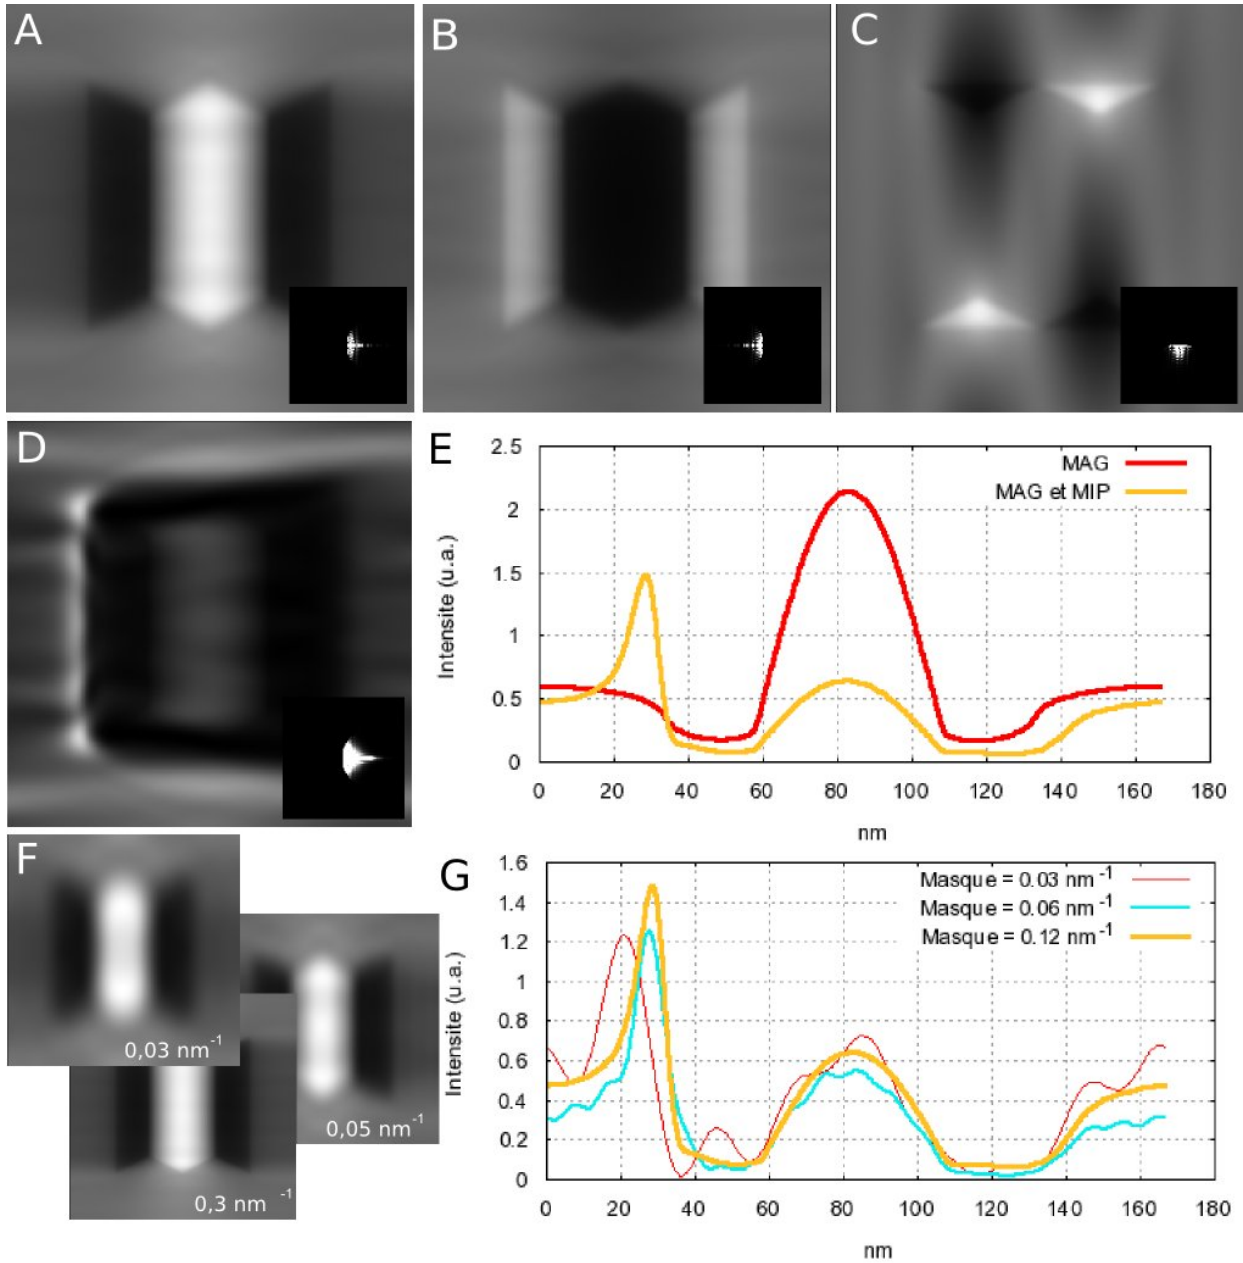 A
B
C
D
E
2.5
2
1.5
1
0.5
0
Intensite (u.a.)
MAG
MAG et MIP
0 20 40 60 80 100 120 140 160 180
nm
F
0,03 nm⁻¹
0,05 nm⁻¹
0,3 nm ⁻¹
G
1.6
1.4
1.2
1
0.8
0.6
0.4
0.2
0
Intensite (u.a.)
Masque = 0.03 nm⁻¹
Masque = 0.06 nm⁻¹
Masque = 0.12 nm⁻¹
0 20 40 60 80 100 120 140 160 180
nm